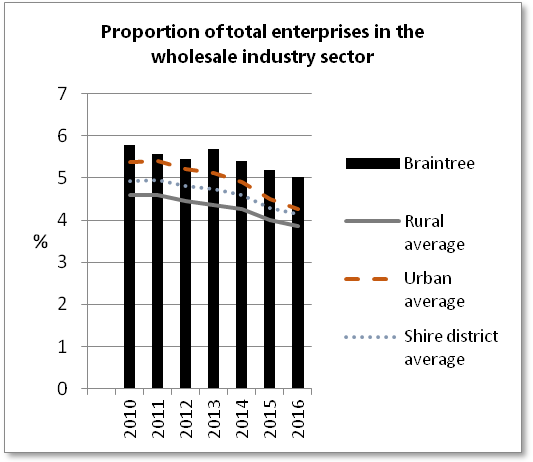 Proportion of total enterprises in the
wholesale industry sector
7
6
5
4
3
2
1
0
%
2010
2011
2012
2013
2014
2015
2016
Braintree
Rural
average
Urban
average
Shire district
average